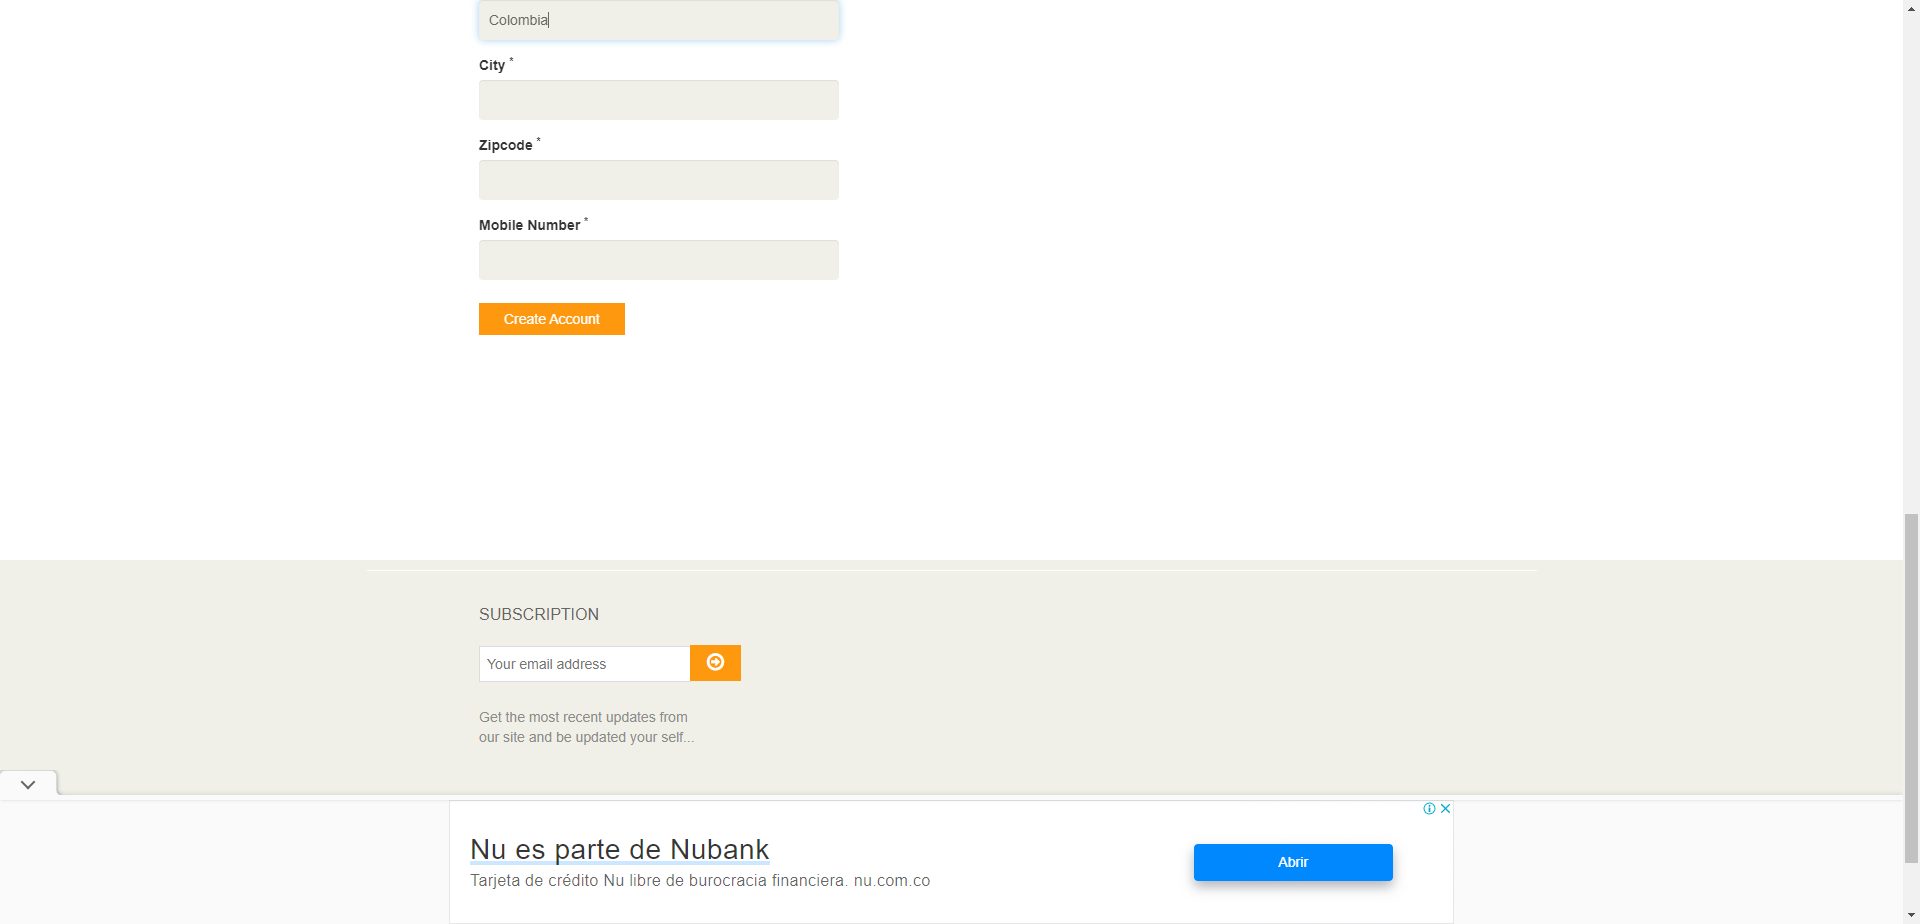 Colombia
City *
Zipcode *
Mobile Number *
Create Account
SUBSCRIPTION
Your email address
Get the most recent updates from
our site and be updated your self...
Nu es parte de Nubank
Tarjeta de crédito Nu libre de burocracia financiera. nu.com.co
Abrir